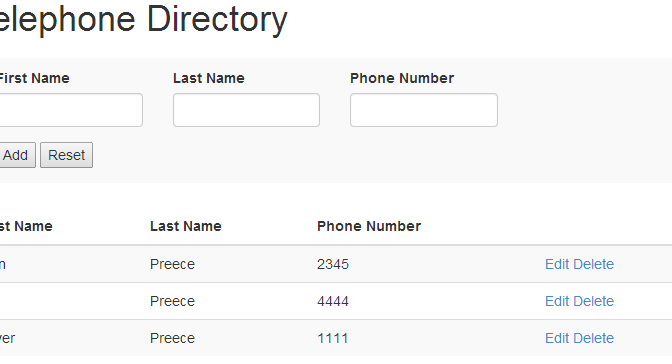 elephone Directory
First Name Last Name Phone Number
Add Reset
st Name Last Name Phone Number
n Preece 2345 Edit Delete
Preece 4444 Edit Delete
ver Preece 1111 Edit Delete